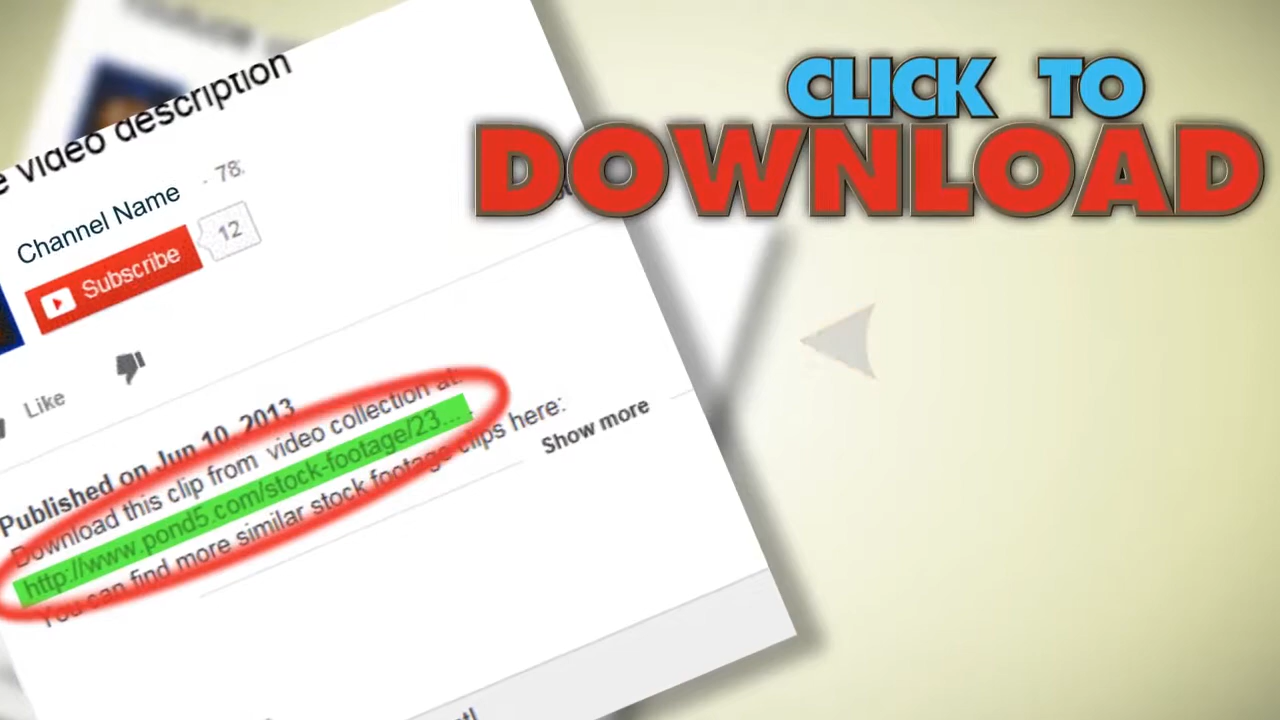 CLICK TO
DOWNLOAD
video description
Channel Name
78
Subscribe
12
Like
Published on Jun 10, 2013
Download this clip from video collection at:
http://www.pond5.com/stock-footage/23...
You can find more similar stock footage clips here:
Show more